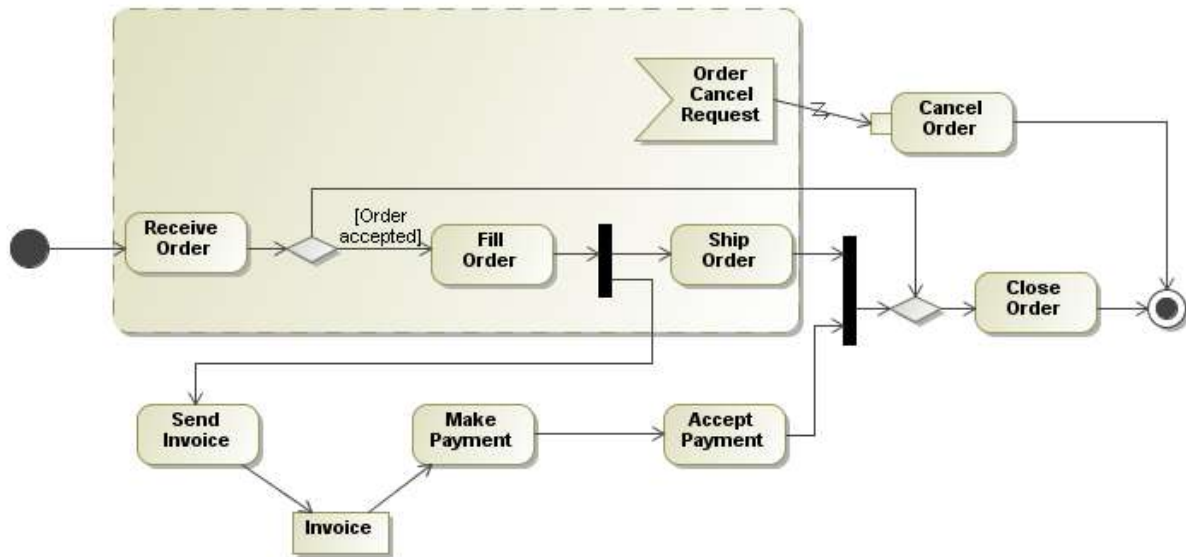 Order
Cancel
Request
Cancel
Order
Receive
Order
[Order
accepted]
Fill
Order
Ship
Order
Close
Order
Send
Invoice
Make
Payment
Accept
Payment
Invoice